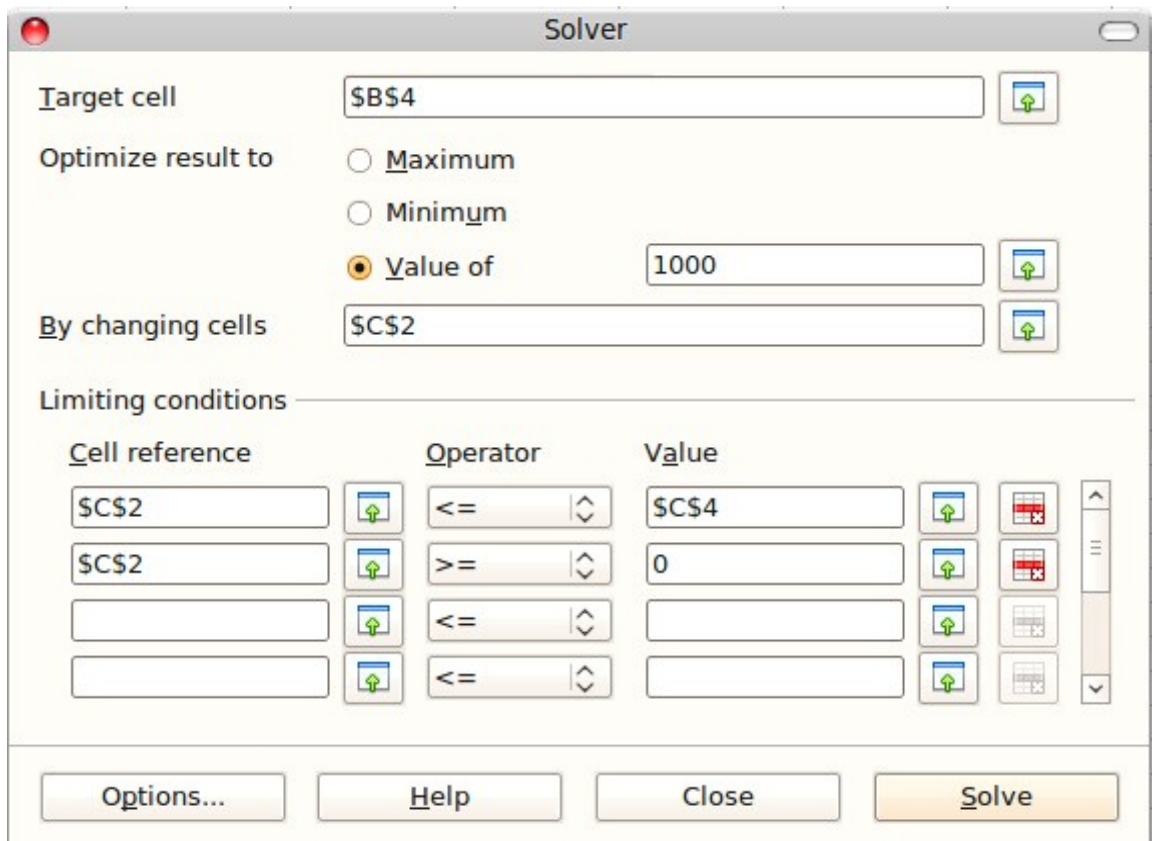 Solver
Target cell $B$4
Optimize result to Maximum
Minimum
Value of 1000
By changing cells $C$2
Limiting conditions
Cell reference Operator Value
$C$2 <= $C$4
$C$2 >= 0
<=
<=
Options... Help Close Solve